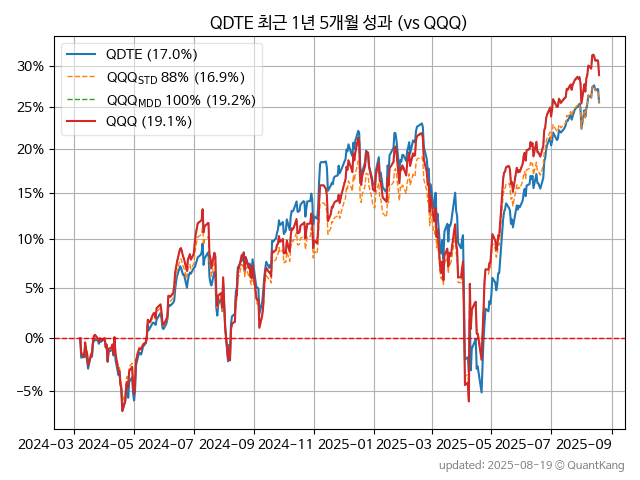 QDTE 최근 1년 5개월 성과 (vs QQQ)
QDTE (17.0%)
QQQSTD 88% (16.9%)
QQQMDD 100% (19.2%)
QQQ (19.1%)
30%
25%
20%
15%
10%
5%
0%
−5%
2024-03 2024-05 2024-07 2024-09 2024-11 2025-01 2025-03 2025-05 2025-07 2025-09
updated: 2025-08-19 © QuantKang